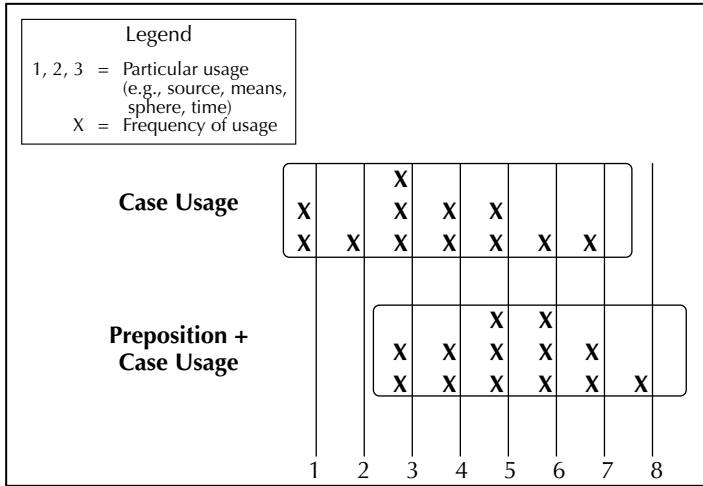 Legend
1, 2, 3 = Particular usage
(e.g., source, means,
sphere, time)
X = Frequency of usage
X
Case Usage
X X X X
X X X X X X X
X X
Preposition +
X X X X X
Case Usage
X X X X X X
1 2 3 4 5 6 7 8